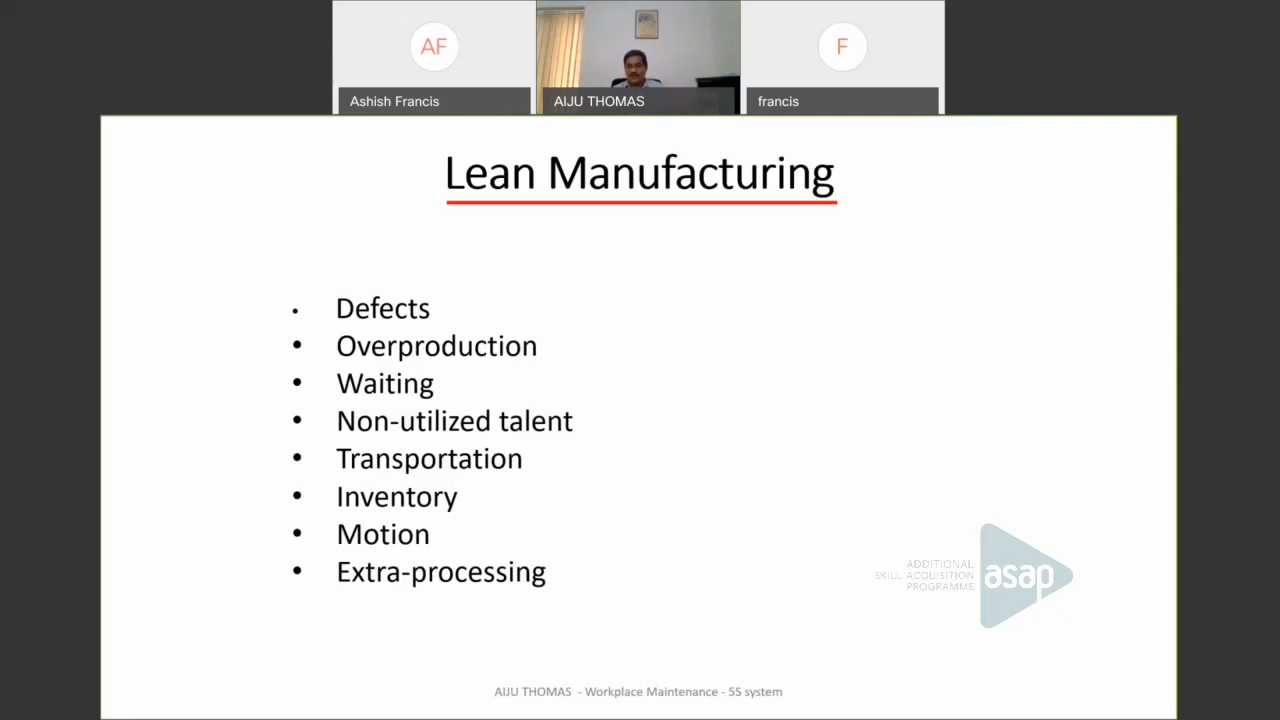 AF
F
Ashish Francis
AIJU THOMAS
francis
Lean Manufacturing
• Defects
• Overproduction
• Waiting
• Non-utilized talent
• Transportation
• Inventory
• Motion
• Extra-processing
ADDITIONAL
SKILL ACQUISITION
PROGRAMME
asap
AIJU THOMAS - Workplace Maintenance - 5S system